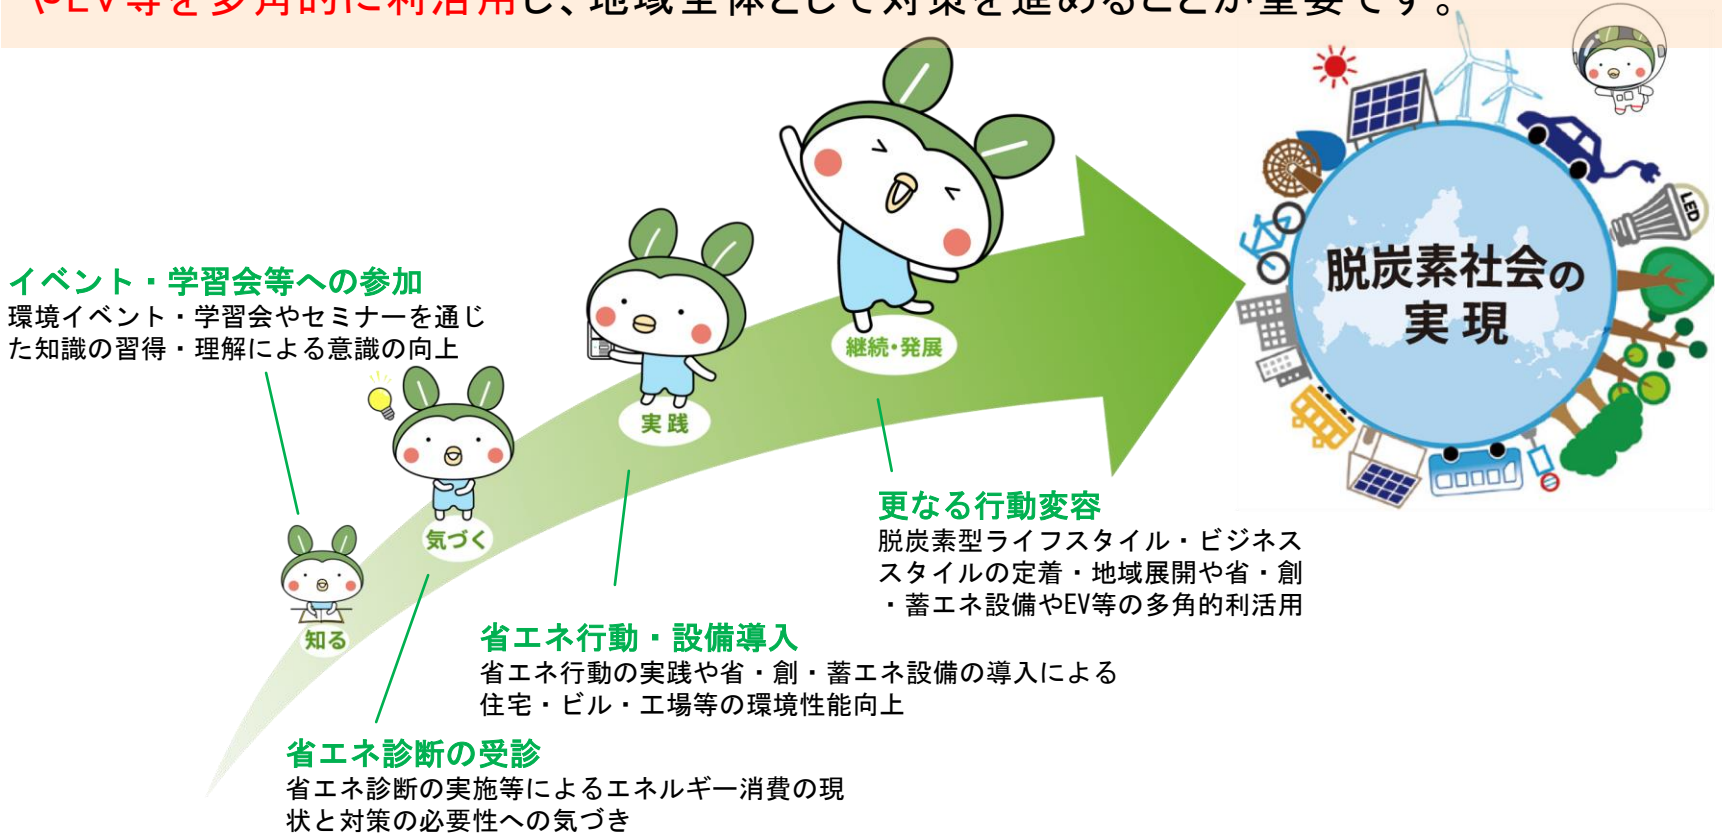 やEV等を多角的に利活用し、地域全体として対策を進めることが重要です。
イベント・学習会等への参加
環境イベント・学習会やセミナーを通じ
た知識の習得・理解による意識の向上
脱炭素社会の
実現
LED
継続・発展
実践
気づく
知る
更なる行動変容
脱炭素型ライフスタイル・ビジネス
スタイルの定着・地域展開や省・創
・蓄エネ設備やEV等の多角的利活用
省エネ行動・設備導入
省エネ行動の実践や省・創・蓄エネ設備の導入による
住宅・ビル・工場等の環境性能向上
省エネ診断の受診
省エネ診断の実施等によるエネルギー消費の現
状と対策の必要性への気づき